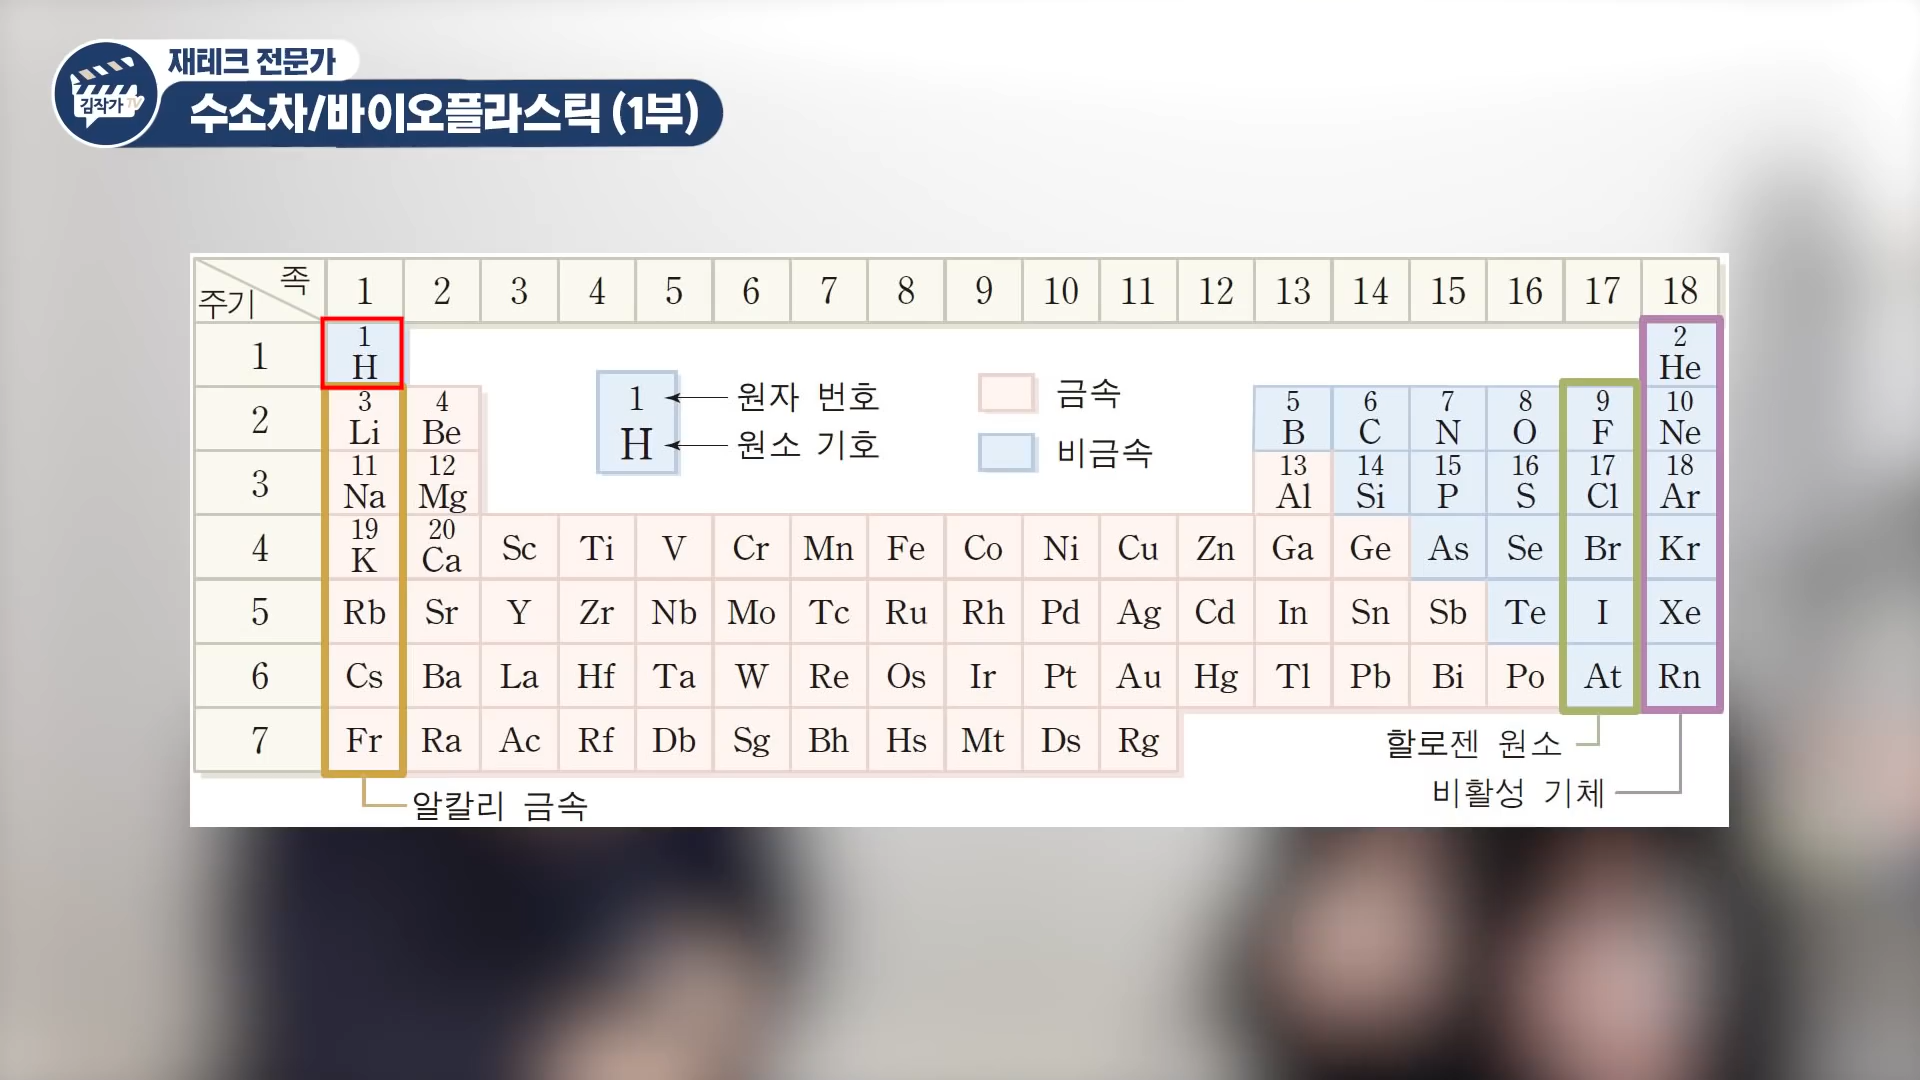 재테크 전문가
김작가 TV
수소차/바이오플라스틱 (1부)
족 1 2 3 4 5 6 7 8 9 10 11 12 13 14 15 16 17 18
주기
1 2
1 H He
원자 번호 금속
1
H
원소 기호 비금속
3 4 5 6 7 8 9 10
2 Li Be B C N O F Ne
11 12 13 14 15 16 17 18
3 Na Mg Al Si P S Cl Ar
19 20
4 K Ca Sc Ti V Cr Mn Fe Co Ni Cu Zn Ga Ge As Se Br Kr
5 Rb Sr Y Zr Nb Mo Tc Ru Rh Pd Ag Cd In Sn Sb Te I Xe
6 Cs Ba La Hf Ta W Re Os Ir Pt Au Hg Tl Pb Bi Po At Rn
7 Fr Ra Ac Rf Db Sg Bh Hs Mt Ds Rg
할로젠 원소
비활성 기체
알칼리 금속